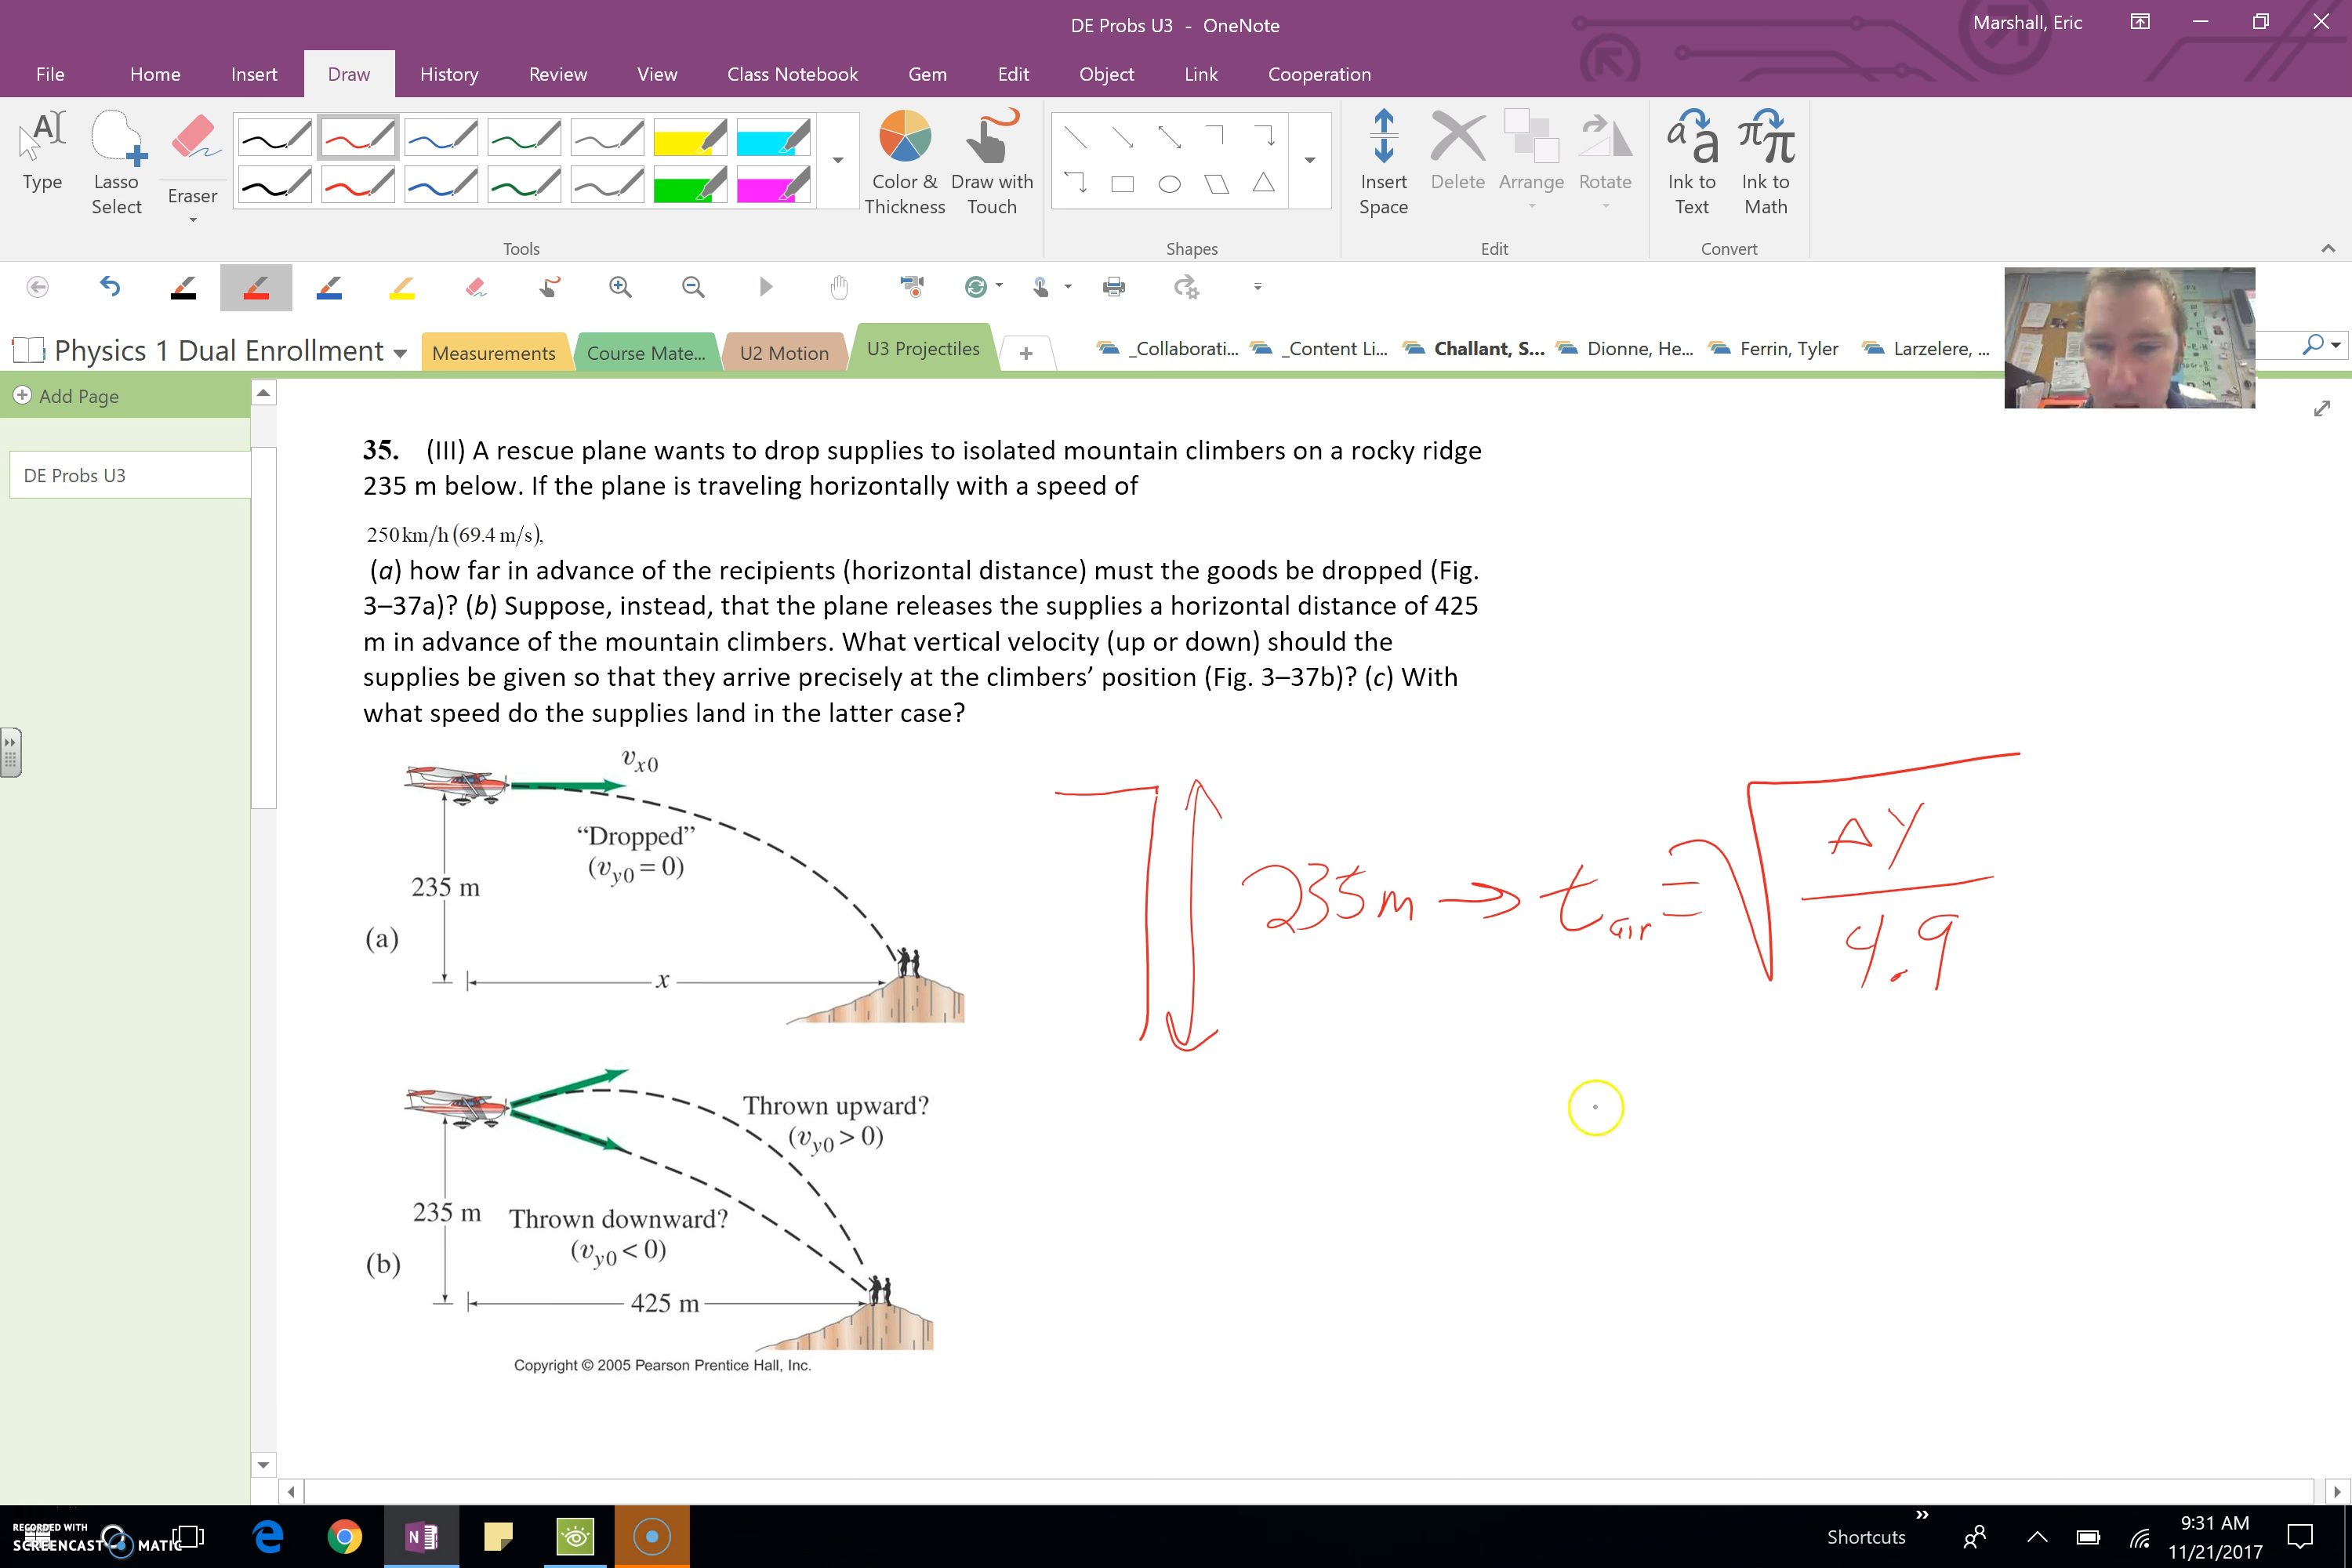 DE Probs U3 - OneNote
Marshall, Eric
File Home Insert Draw History Review View Class Notebook Gem Edit Object Link Cooperation
Type
Lasso Select
Eraser
Color & Thickness
Draw with Touch
Insert Space
Delete
Arrange
Rotate
Ink to Text
Ink to Math
Tools
Shapes
Edit
Convert
Physics 1 Dual Enrollment
Measurements
Course Mate...
U2 Motion
U3 Projectiles
_Collaborati...
_Content Li...
Challant, S...
Dionne, He...
Ferrin, Tyler
Larzelere, ...
Add Page
DE Probs U3
35. (III) A rescue plane wants to drop supplies to isolated mountain climbers on a rocky ridge
235 m below. If the plane is traveling horizontally with a speed of
250 km/h (69.4 m/s),
(a) how far in advance of the recipients (horizontal distance) must the goods be dropped (Fig.
3–37a)? (b) Suppose, instead, that the plane releases the supplies a horizontal distance of 425
m in advance of the mountain climbers. What vertical velocity (up or down) should the
supplies be given so that they arrive precisely at the climbers’ position (Fig. 3–37b)? (c) With
what speed do the supplies land in the latter case?
vx0
“Dropped”
(vy0 = 0)
235 m
(a)
x
235 m → t air = √ΔY / 4.9
Thrown upward?
(vy0 > 0)
235 m
Thrown downward?
(vy0 < 0)
(b)
425 m
Copyright © 2005 Pearson Prentice Hall, Inc.
RECORDED WITH
SCREENCAST MATIC
Shortcuts
9:31 AM
11/21/2017